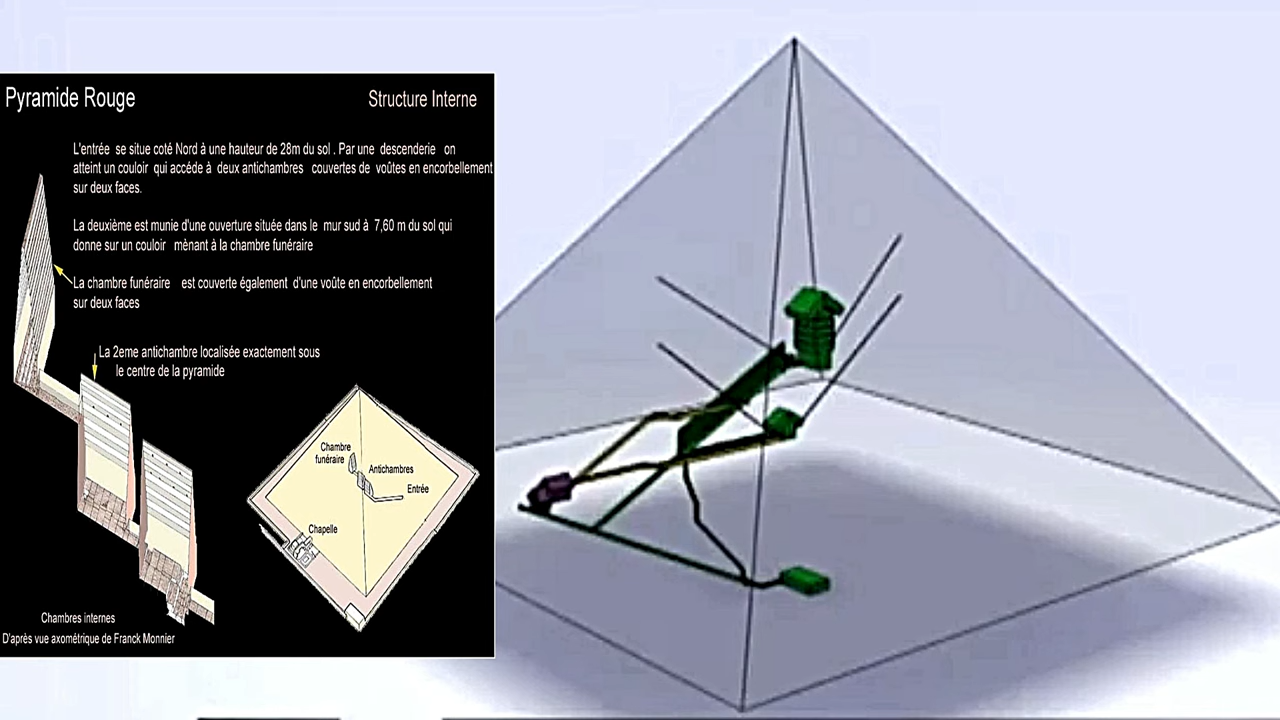 Pyramide Rouge
Structure Interne
L'entrée se situe coté Nord à une hauteur de 28m du sol . Par une descenderie on
atteint un couloir qui accéde à deux antichambres couvertes de voûtes en encorbellement
sur deux faces.
La deuxième est munie d'une ouverture située dans le mur sud à 7,60 m du sol qui
donne sur un couloir mènant à la chambre funéraire
La chambre funéraire est couverte également d'une voûte en encorbellement
sur deux faces
La 2eme antichambre localisée exactement sous
le centre de la pyramide
Chambre
funéraire
Antichambres
Entrée
Chapelle
Chambres internes
D'après vue axométrique de Franck Monnier